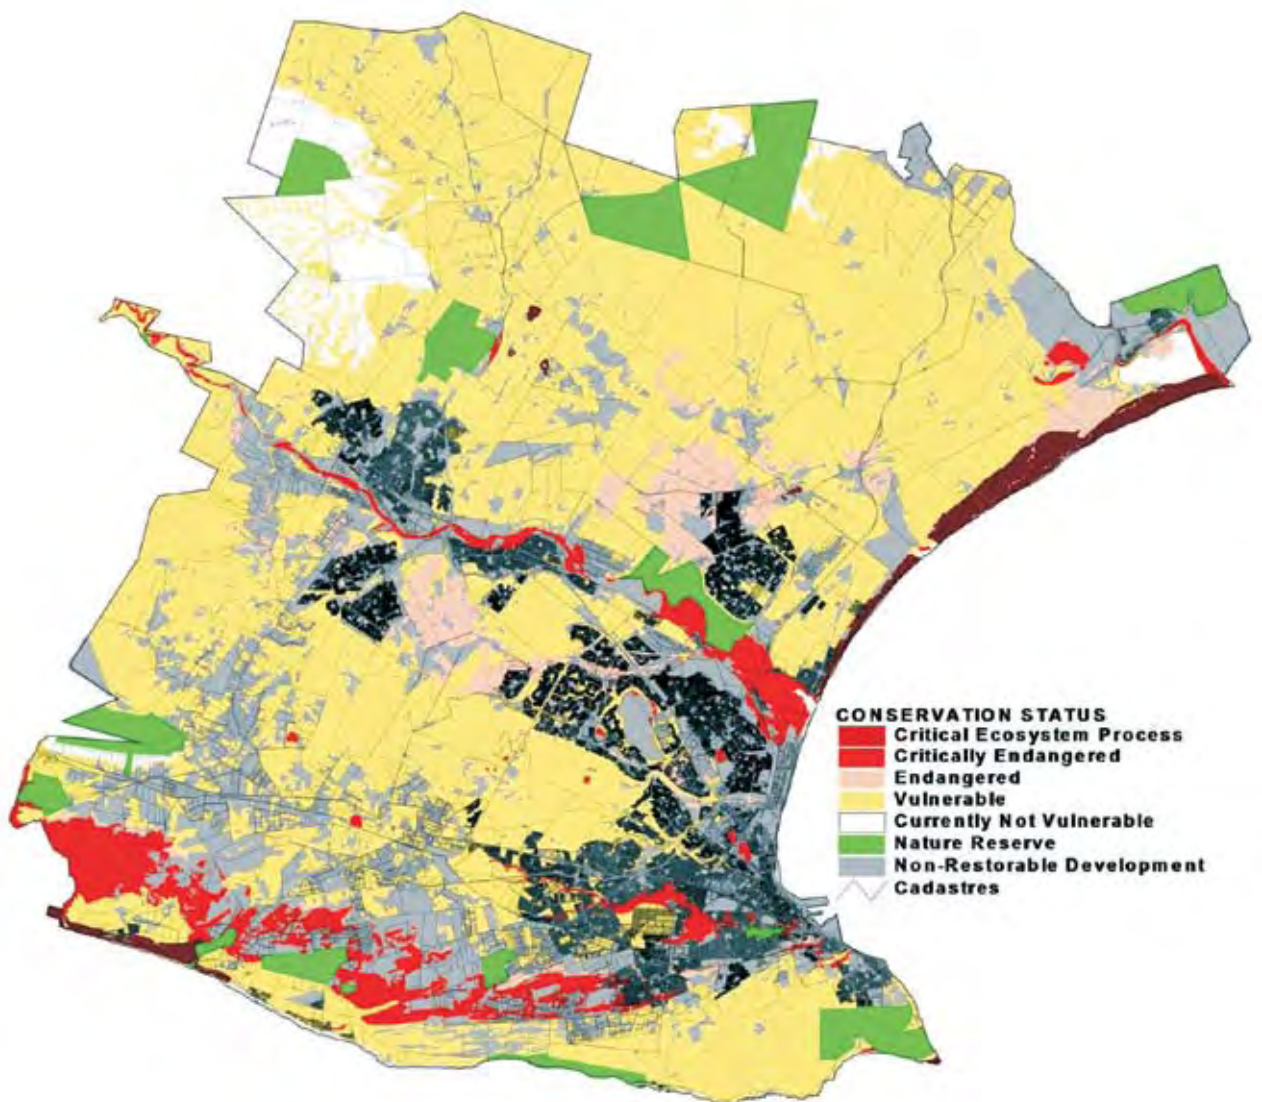 CONSERVATION STATUS
Critical Ecosystem Process
Critically Endangered
Endangered
Vulnerable
Currently Not Vulnerable
Nature Reserve
Non-Restorable Development
Cadastres